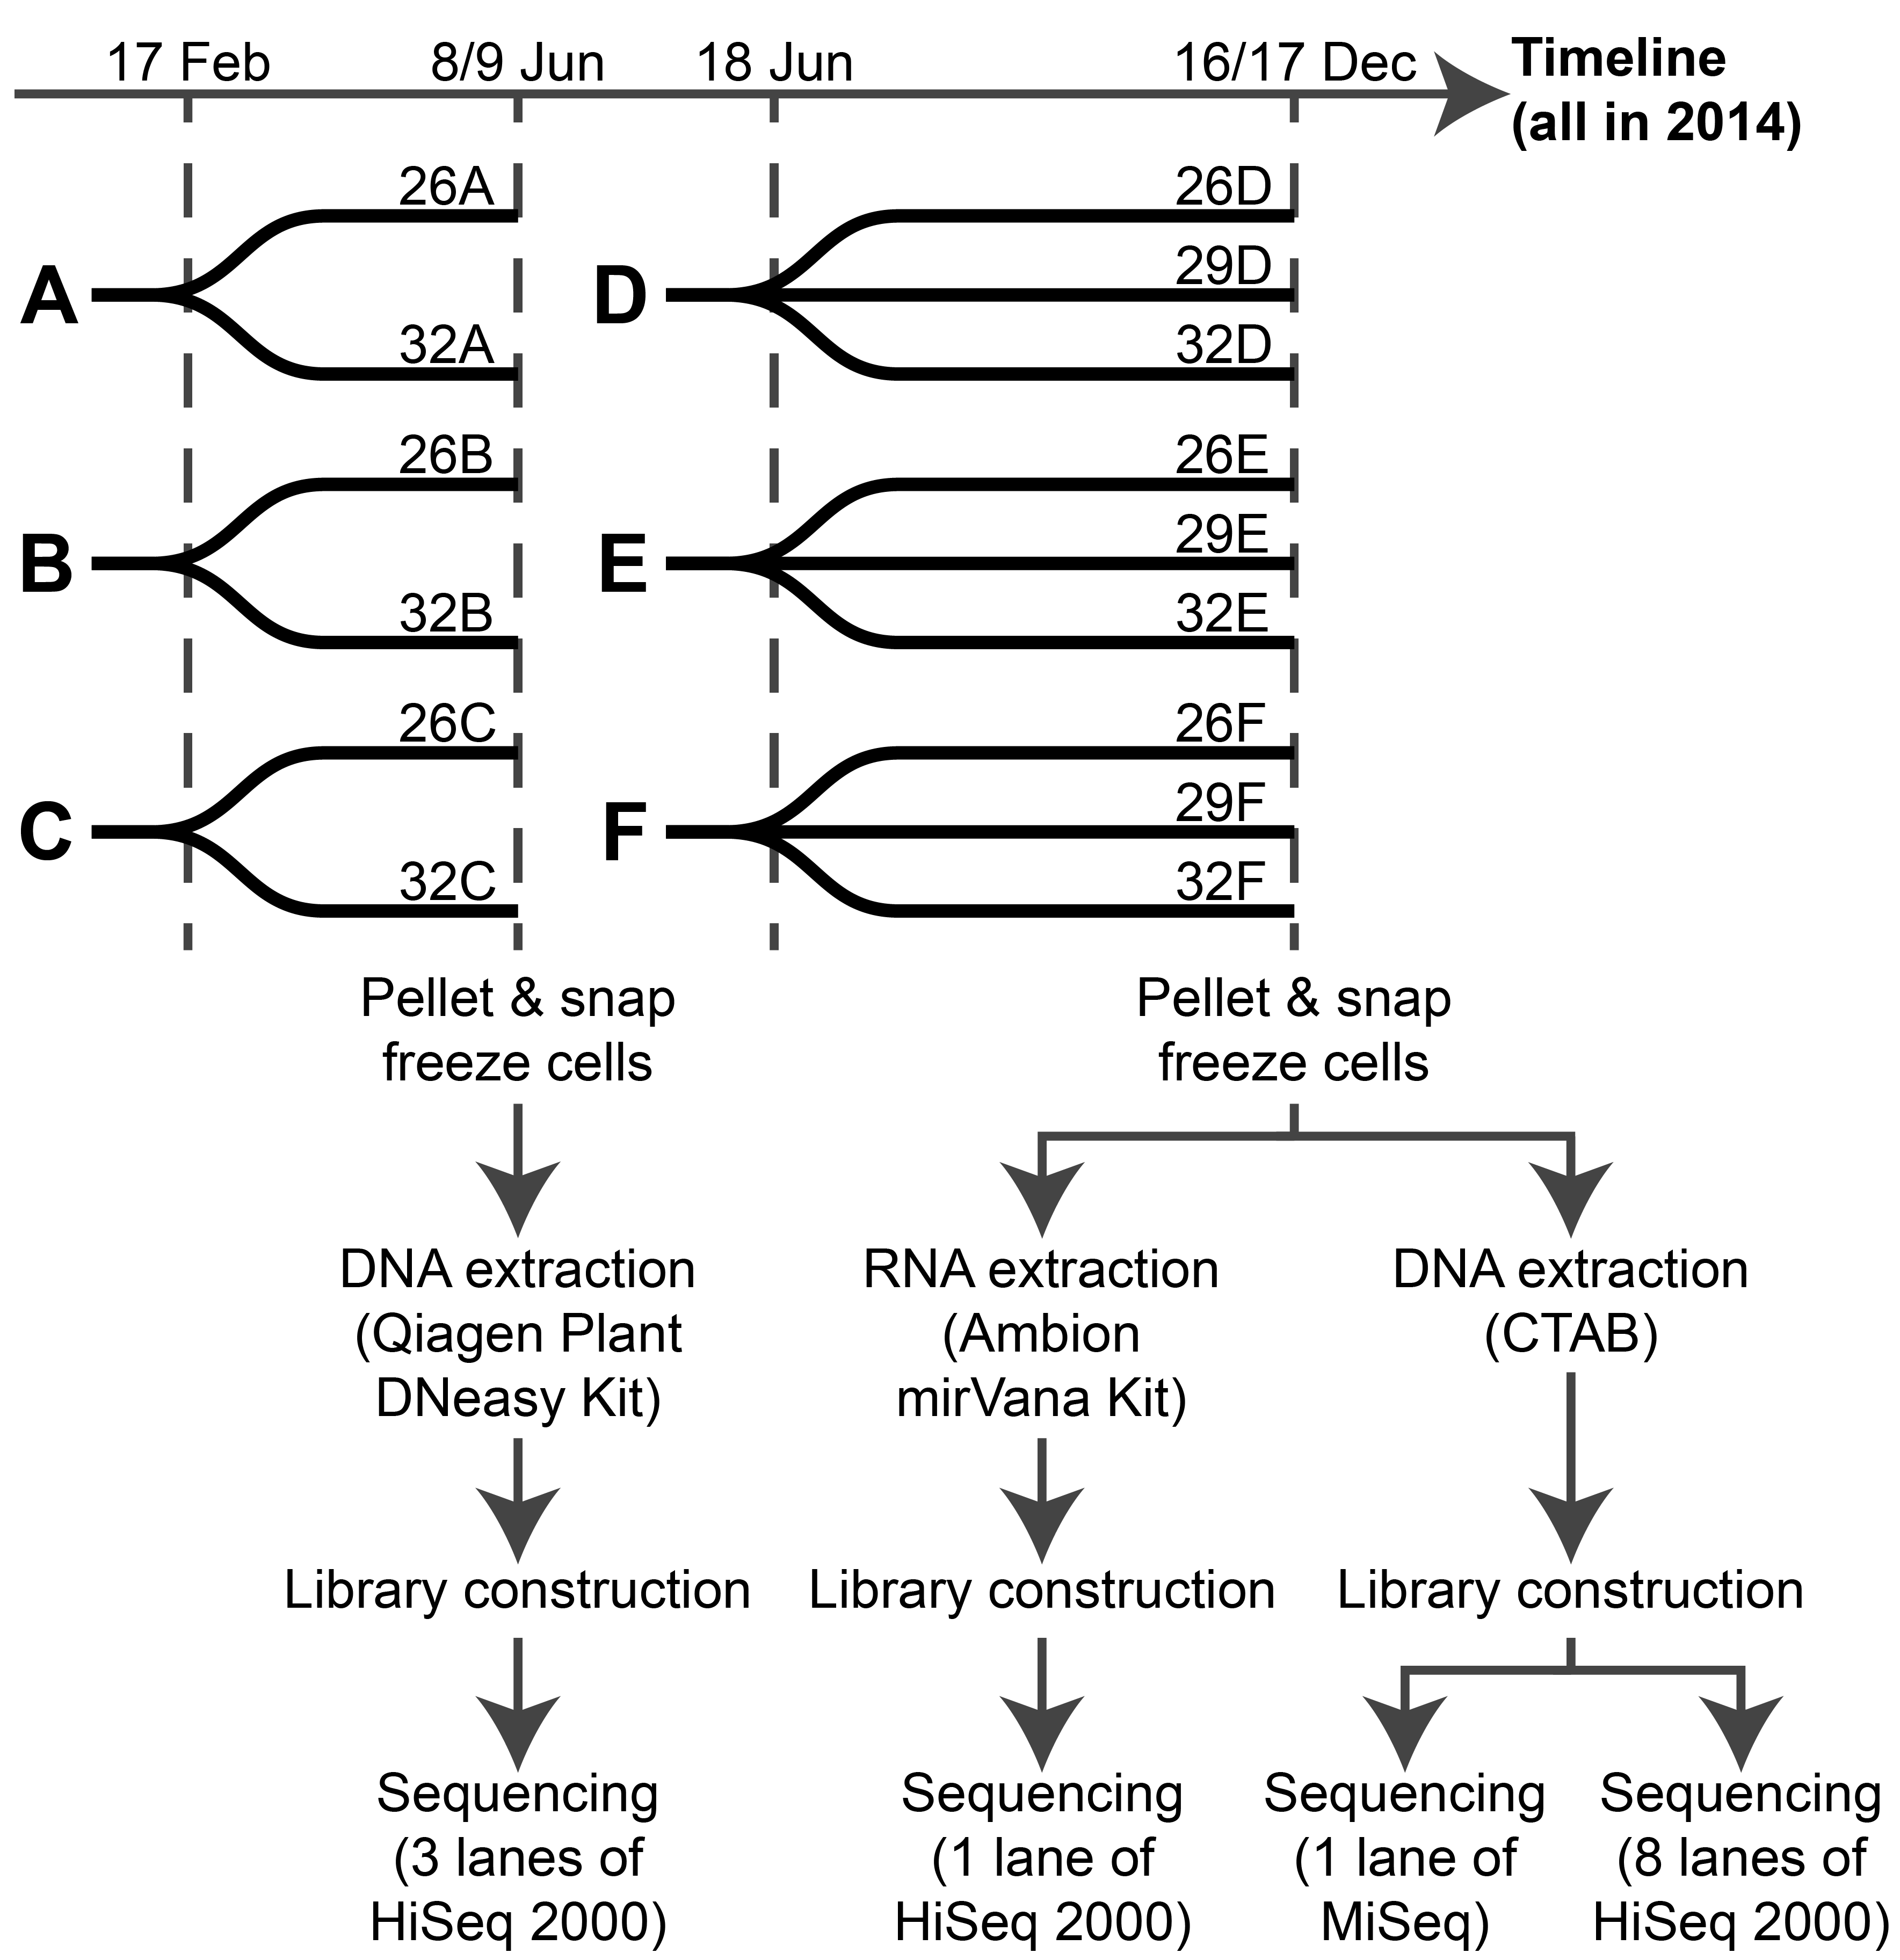 17 Feb
8/9 Jun
18 Jun
16/17 Dec
Timeline
(all in 2014)
A
26A
32A
B
26B
32B
C
26C
32C
D
26D
29D
32D
E
26E
29E
32E
F
26F
29F
32F
Pellet & snap
freeze cells
DNA extraction
(Qiagen Plant
DNeasy Kit)
Library construction
Sequencing
(3 lanes of
HiSeq 2000)
Pellet & snap
freeze cells
RNA extraction
(Ambion
mirVana Kit)
Library construction
Sequencing
(1 lane of
HiSeq 2000)
DNA extraction
(CTAB)
Library construction
Sequencing
(1 lane of
MiSeq)
Sequencing
(8 lanes of
HiSeq 2000)